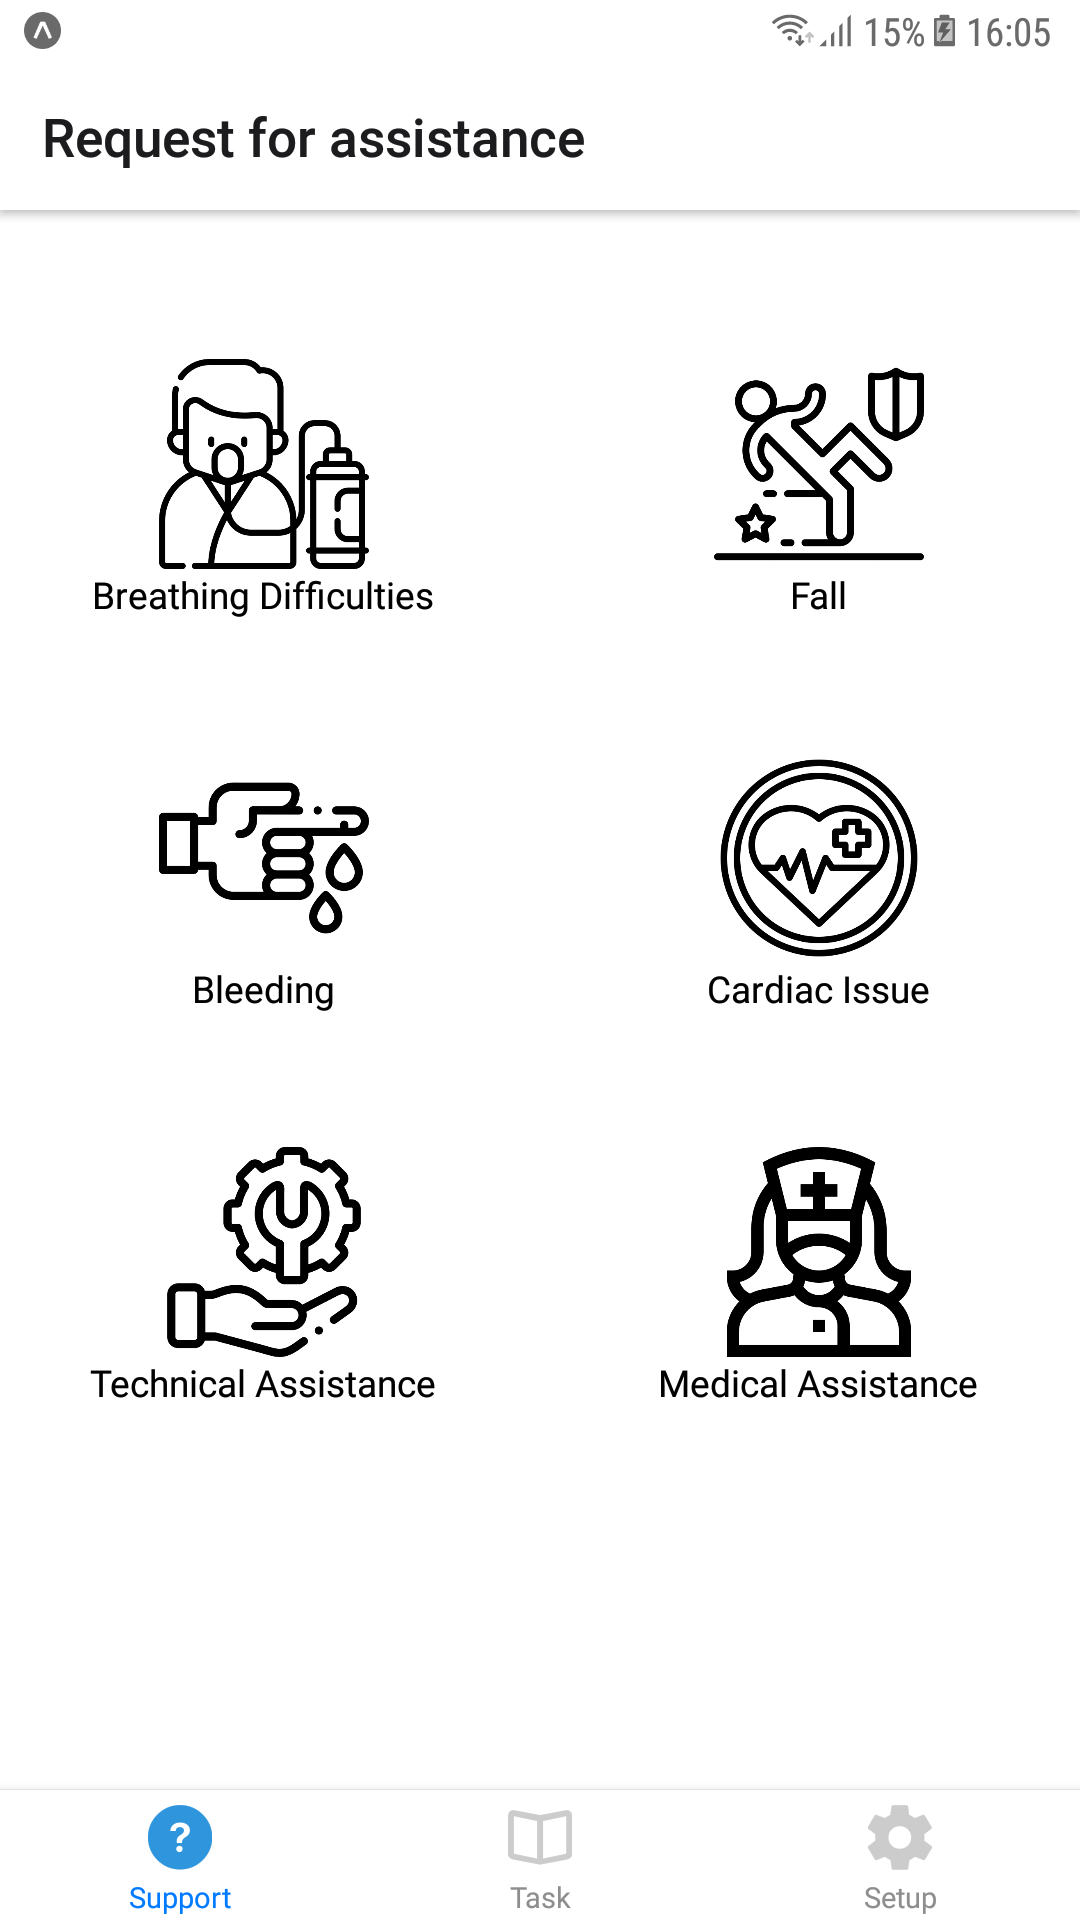 15% 16:05
Request for assistance
Breathing Difficulties
Fall
Bleeding
Cardiac Issue
Technical Assistance
Medical Assistance
?
Support
Task
Setup